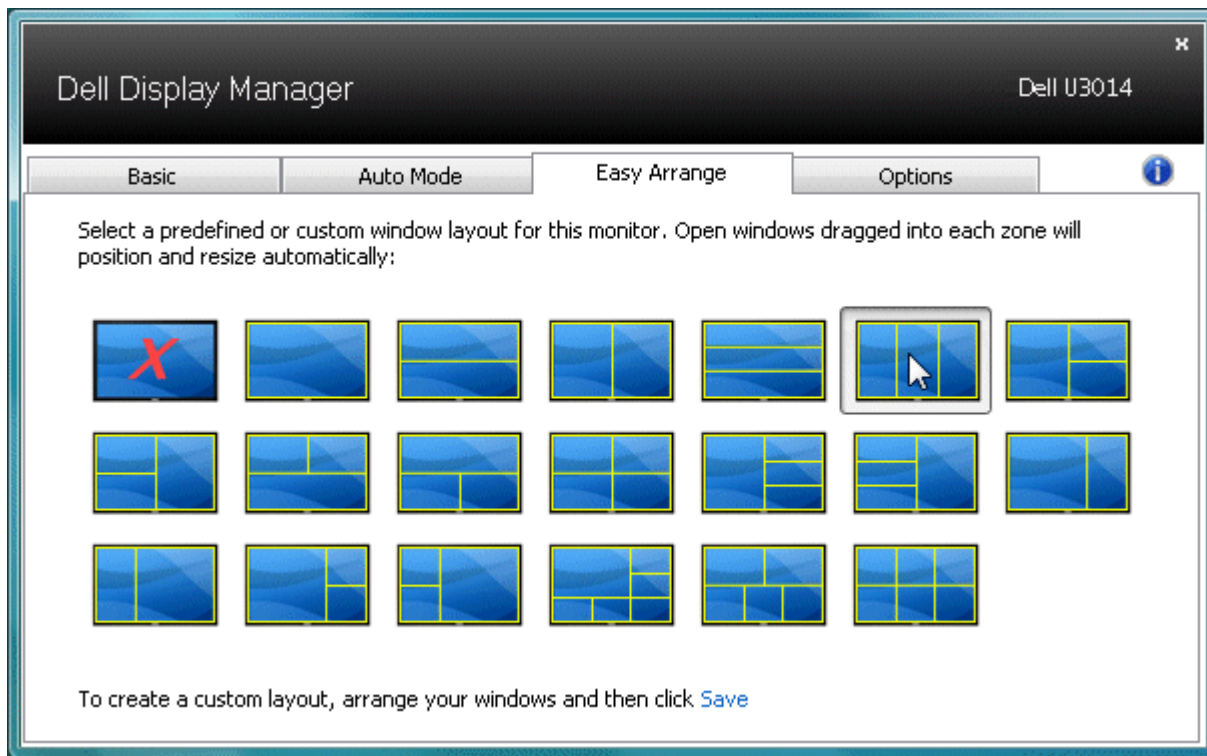 Dell Display Manager
Dell U3014
Basic
Auto Mode
Easy Arrange
Options
Select a predefined or custom window layout for this monitor. Open windows dragged into each zone will
position and resize automatically:
To create a custom layout, arrange your windows and then click Save